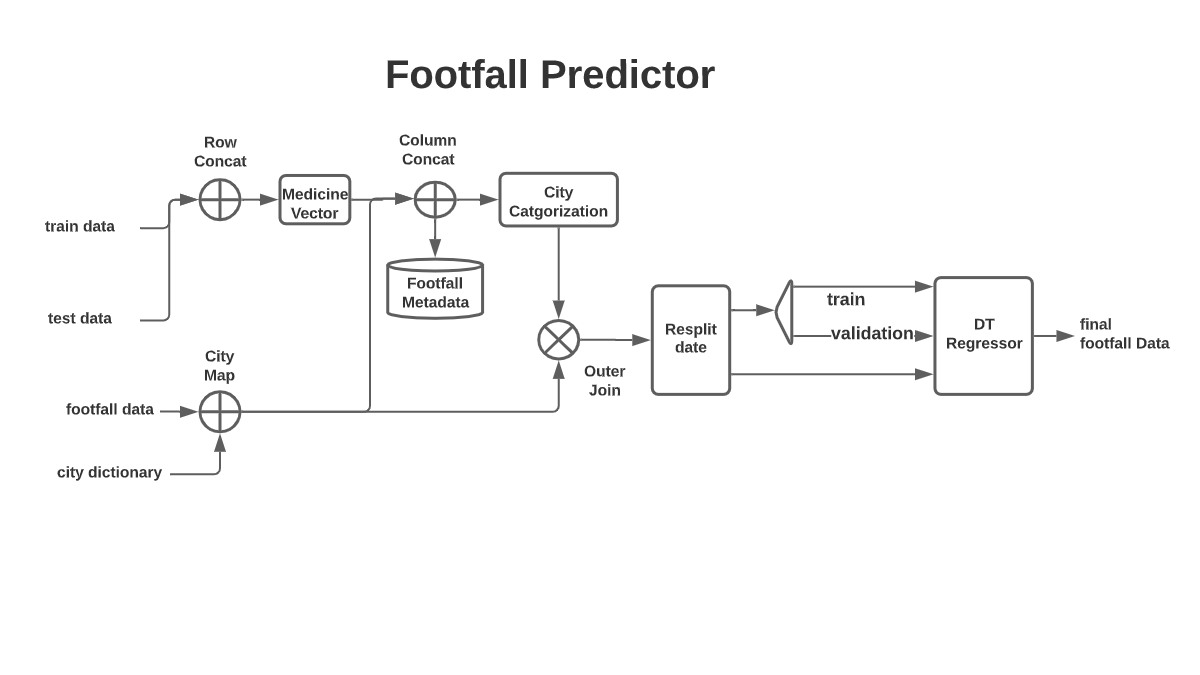 Footfall Predictor
Row
Concat
Column
Concat
Medicine
Vector
City
Catgorization
train data
test data
Footfall
Metadata
City
Map
footfall data
city dictionary
Outer
Join
Resplit
date
train
validation
DT
Regressor
final
footfall Data